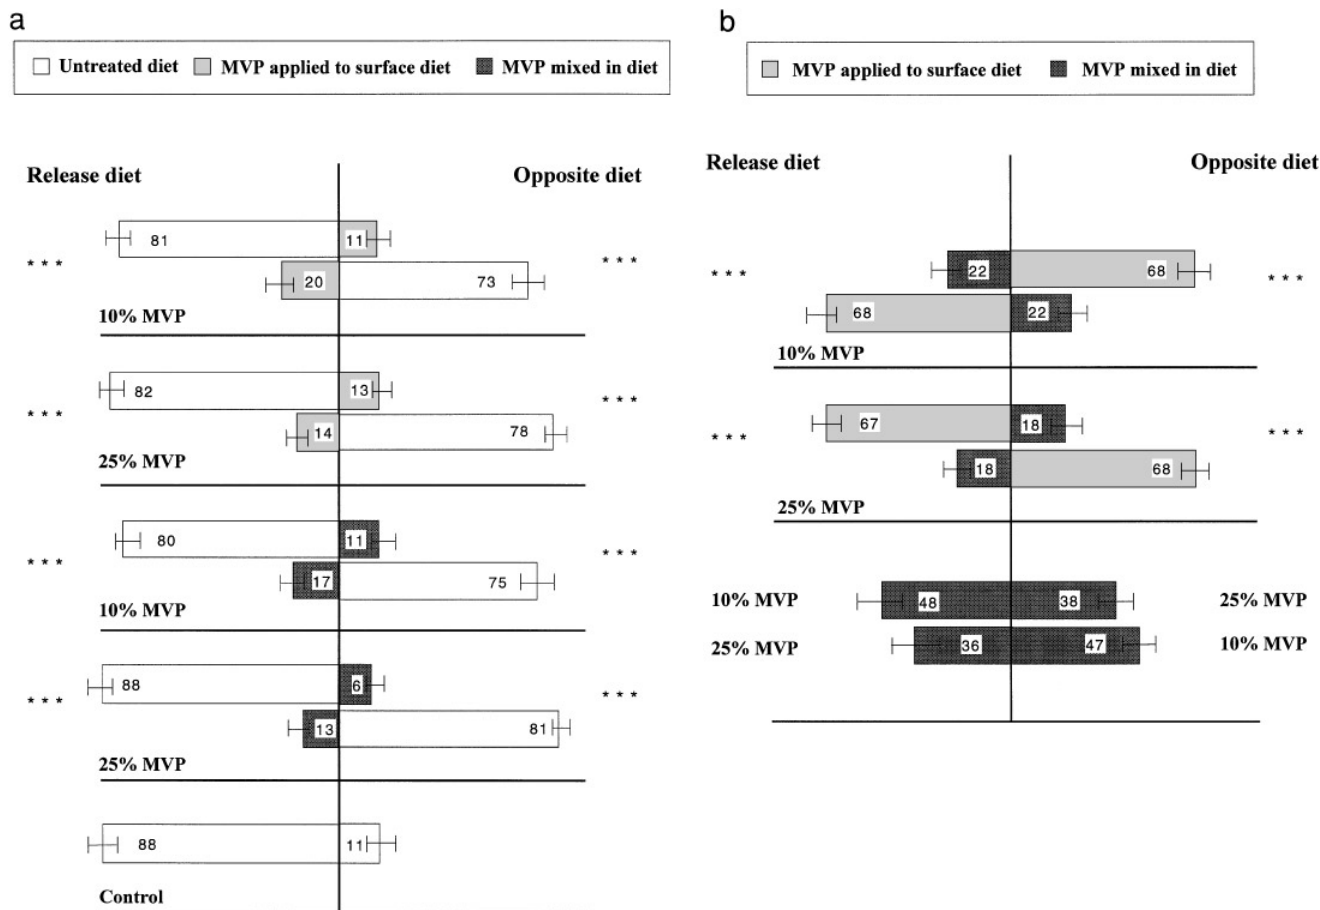 a
Untreated diet MVP applied to surface diet MVP mixed in diet
Release diet Opposite diet
81 11
* * * * * *
20 73
10% MVP
82 13
* * * * * *
14 78
25% MVP
80 11
* * * * * *
17 75
10% MVP
88 6
* * * * * *
13 81
25% MVP
88 11
Control
b
MVP applied to surface diet MVP mixed in diet
Release diet Opposite diet
22 68
* * * * * *
68 22
10% MVP
67 18
* * * * * *
18 68
25% MVP
10% MVP 48 38 25% MVP
25% MVP 36 47 10% MVP